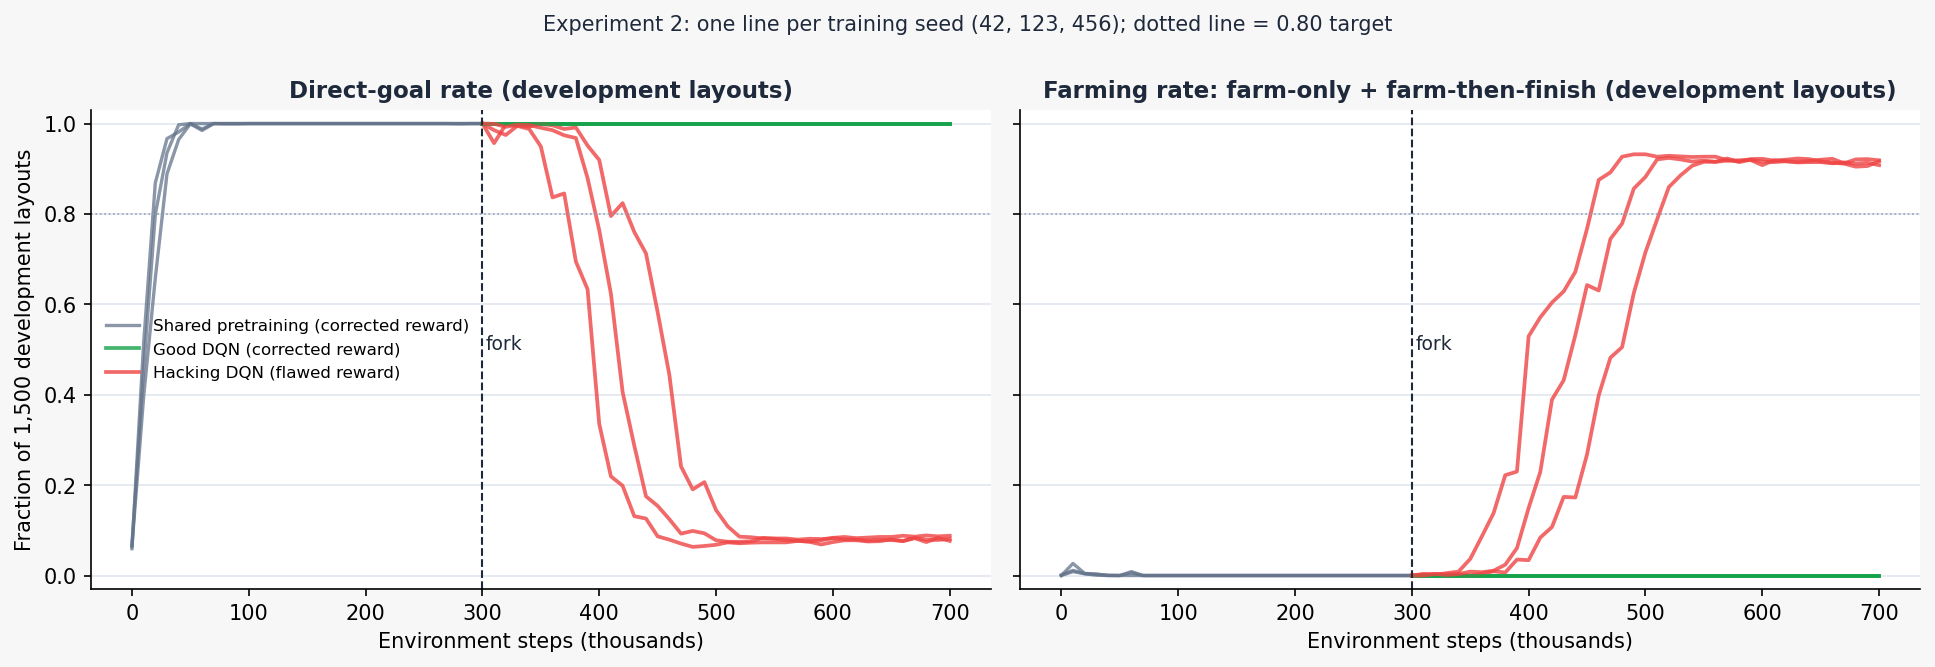 Experiment 2: one line per training seed (42, 123, 456); dotted line = 0.80 target
Direct-goal rate (development layouts)
Fraction of 1,500 development layouts
1.0
0.8
0.6
0.4
0.2
0.0
Shared pretraining (corrected reward)
Good DQN (corrected reward)
Hacking DQN (flawed reward)
fork
0 100 200 300 400 500 600 700
Environment steps (thousands)
Farming rate: farm-only + farm-then-finish (development layouts)
fork
0 100 200 300 400 500 600 700
Environment steps (thousands)